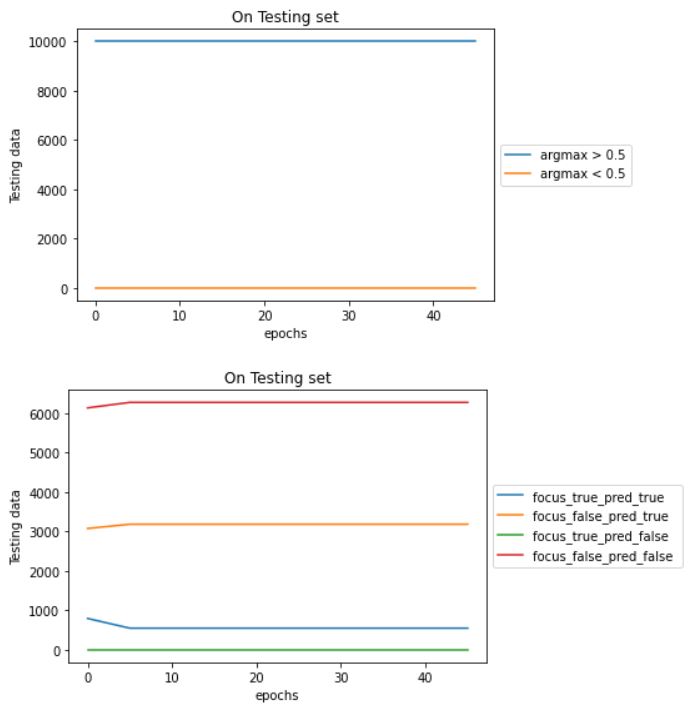 On Testing set
10000
8000
6000
4000
2000
0
Testing data
argmax > 0.5
argmax < 0.5
0 10 20 30 40
epochs
On Testing set
6000
5000
4000
3000
2000
1000
0
Testing data
focus_true_pred_true
focus_false_pred_true
focus_true_pred_false
focus_false_pred_false
0 10 20 30 40
epochs